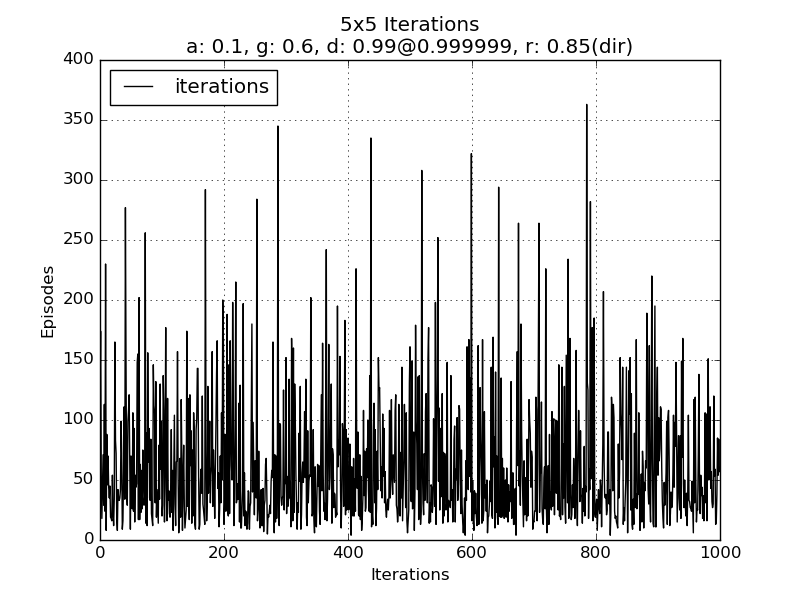 5x5 Iterations
a: 0.1, g: 0.6, d: 0.99@0.999999, r: 0.85(dir)
400
iterations
350
300
250
200
150
100
50
0
Episodes
0 200 400 600 800 1000
Iterations